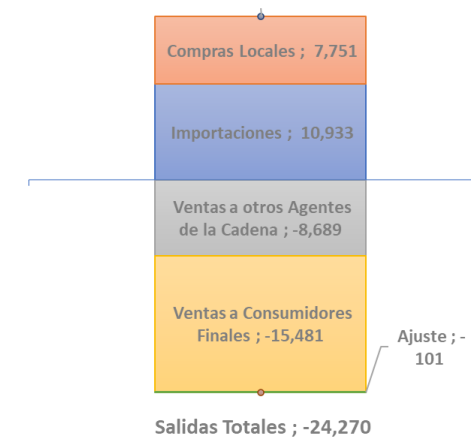 Compras Locales ; 7,751
Importaciones ; 10,933
Ventas a otros Agentes
de la Cadena ; -8,689
Ventas a Consumidores
Finales ; -15,481
Ajuste ; -
101
Salidas Totales ; -24,270